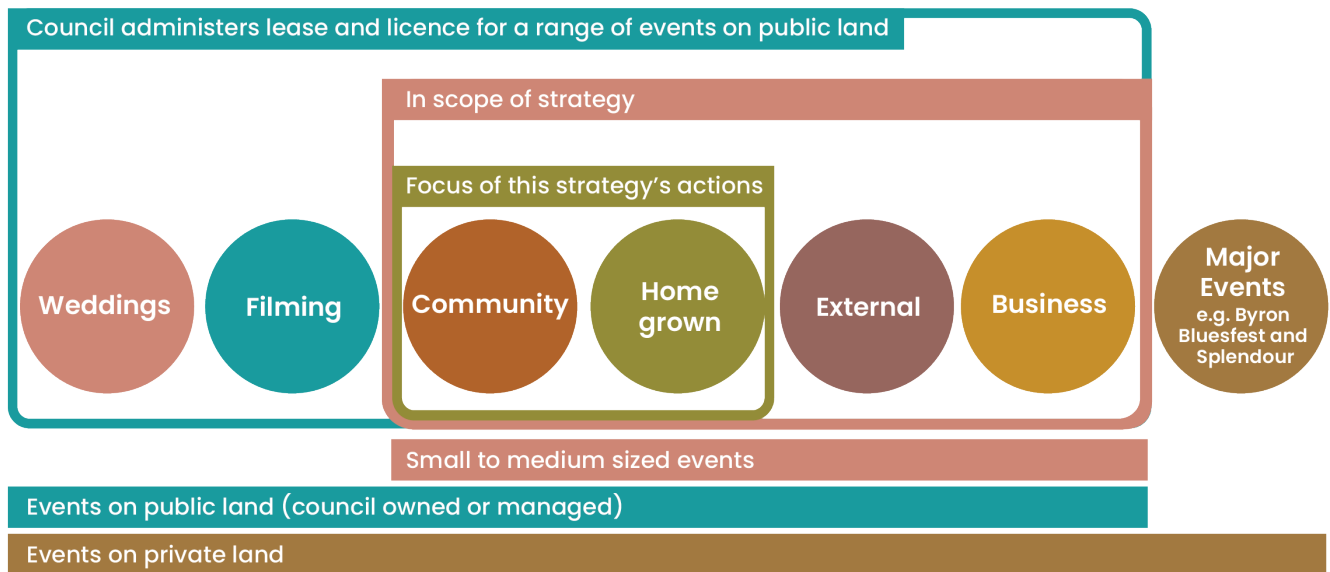 Council administers lease and licence for a range of events on public land
In scope of strategy
Focus of this strategy's actions
Weddings
Filming
Community
Home
grown
External
Business
Major
Events
e.g. Byron
Bluesfest and
Splendour
Small to medium sized events
Events on public land (council owned or managed)
Events on private land